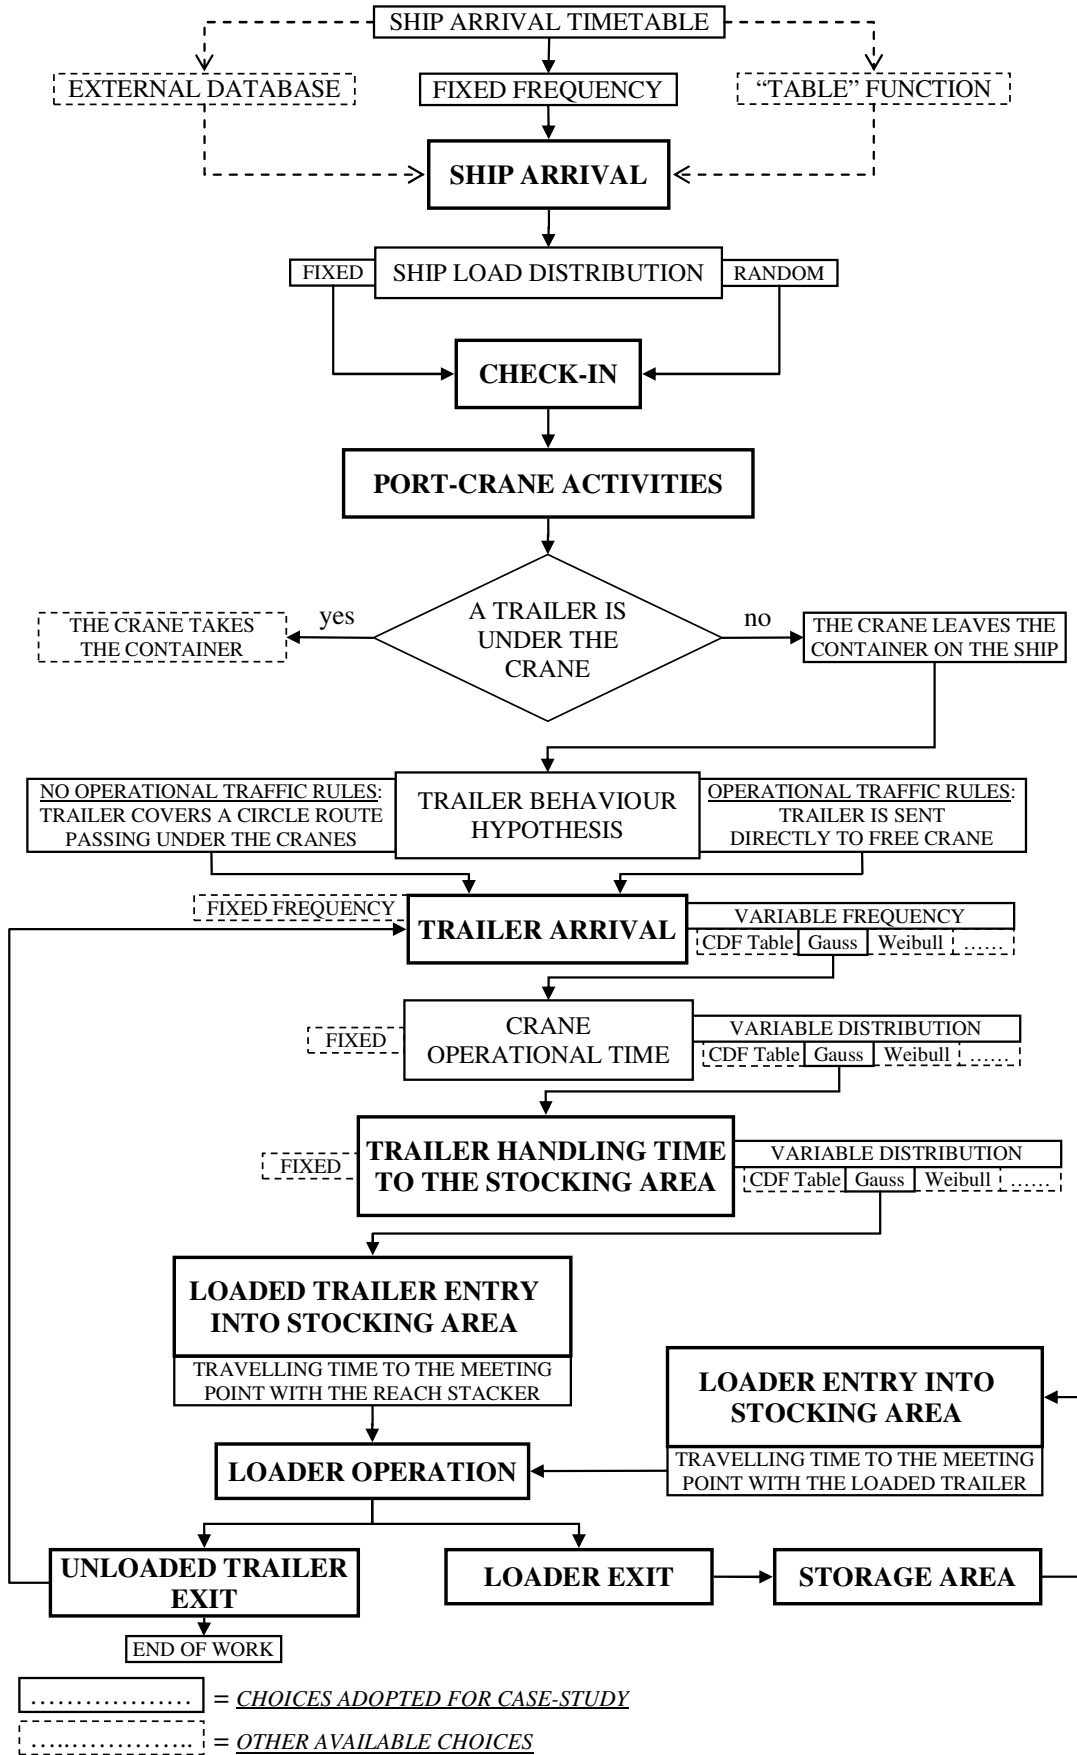 SHIP ARRIVAL TIMETABLE
EXTERNAL DATABASE
FIXED FREQUENCY
“TABLE” FUNCTION
SHIP ARRIVAL
FIXED
SHIP LOAD DISTRIBUTION
RANDOM
CHECK-IN
PORT-CRANE ACTIVITIES
THE CRANE TAKES
THE CONTAINER
yes
A TRAILER IS
UNDER THE
CRANE
no
THE CRANE LEAVES THE
CONTAINER ON THE SHIP
NO OPERATIONAL TRAFFIC RULES:
TRAILER COVERS A CIRCLE ROUTE
PASSING UNDER THE CRANES
TRAILER BEHAVIOUR
HYPOTHESIS
OPERATIONAL TRAFFIC RULES:
TRAILER IS SENT
DIRECTLY TO FREE CRANE
FIXED FREQUENCY
TRAILER ARRIVAL
VARIABLE FREQUENCY
CDF Table Gauss Weibull ……
FIXED
CRANE
OPERATIONAL TIME
VARIABLE DISTRIBUTION
CDF Table Gauss Weibull ……
FIXED
TRAILER HANDLING TIME
TO THE STOCKING AREA
VARIABLE DISTRIBUTION
CDF Table Gauss Weibull ……
LOADED TRAILER ENTRY
INTO STOCKING AREA
TRAVELLING TIME TO THE MEETING
POINT WITH THE REACH STACKER
LOADER ENTRY INTO
STOCKING AREA
TRAVELLING TIME TO THE MEETING
POINT WITH THE LOADED TRAILER
LOADER OPERATION
UNLOADED TRAILER
EXIT
LOADER EXIT
STORAGE AREA
END OF WORK
……………… = CHOICES ADOPTED FOR CASE-STUDY
…..………….. = OTHER AVAILABLE CHOICES